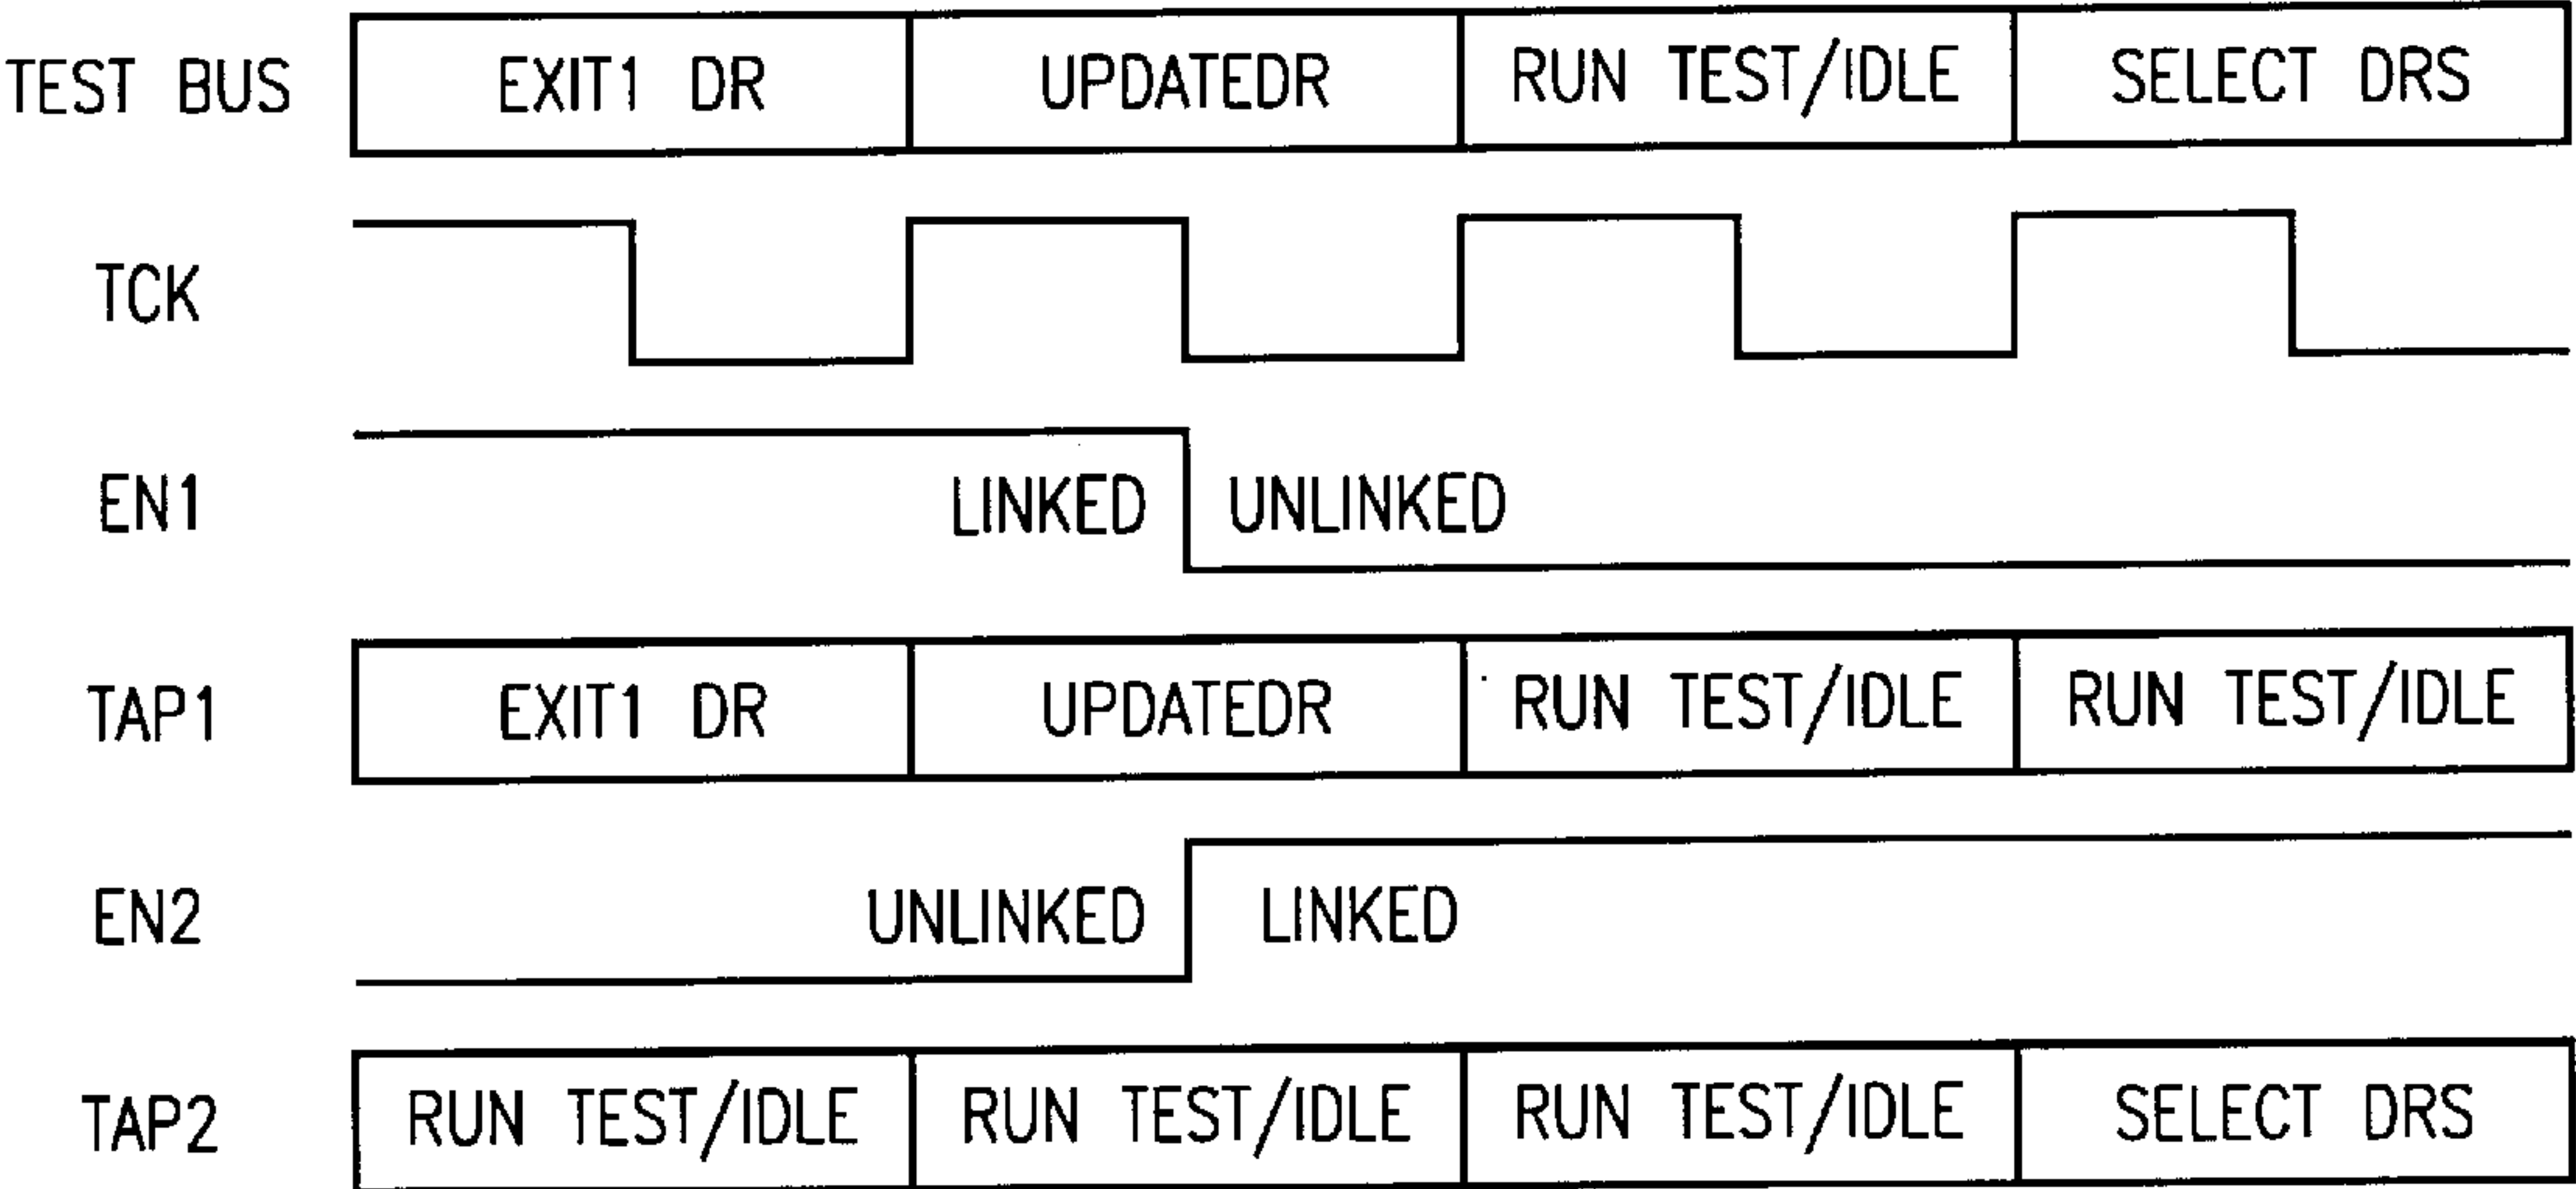 TEST BUS EXIT1 DR UPDATEDR RUN TEST/IDLE SELECT DRS
TCK
EN1 LINKED UNLINKED
TAP1 EXIT1 DR UPDATEDR RUN TEST/IDLE RUN TEST/IDLE
EN2 UNLINKED LINKED
TAP2 RUN TEST/IDLE RUN TEST/IDLE RUN TEST/IDLE SELECT DRS